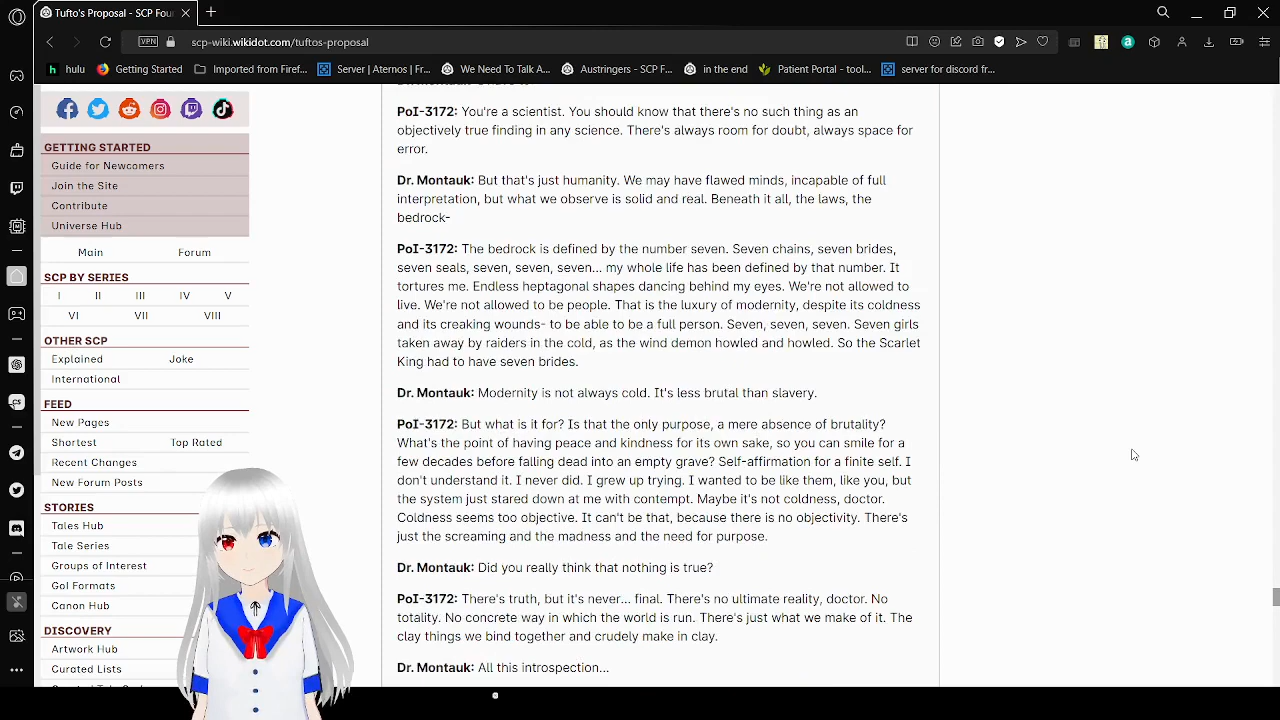 Tufto's Proposal - SCP Four
VPN
scp-wiki.wikidot.com/tuftos-proposal
hulu
Getting Started
Imported from Firef...
Server | Aternos | Fr...
We Need To Talk A...
Austringers - SCP F...
in the end
Patient Portal - tool...
server for discord fr...
GETTING STARTED
Guide for Newcomers
Join the Site
Contribute
Universe Hub
Main Forum
SCP BY SERIES
I II III IV V
VI VII VIII
OTHER SCP
Explained Joke
International
FEED
New Pages
Shortest Top Rated
Recent Changes
New Forum Posts
STORIES
Tales Hub
Tale Series
Groups of Interest
GoI Formats
Canon Hub
DISCOVERY
Artwork Hub
Curated Lists
PoI-3172: You're a scientist. You should know that there's no such thing as an
objectively true finding in any science. There's always room for doubt, always space for
error.
Dr. Montauk: But that's just humanity. We may have flawed minds, incapable of full
interpretation, but what we observe is solid and real. Beneath it all, the laws, the
bedrock-
PoI-3172: The bedrock is defined by the number seven. Seven chains, seven brides,
seven seals, seven, seven, seven... my whole life has been defined by that number. It
tortures me. Endless heptagonal shapes dancing behind my eyes. We're not allowed to
live. We're not allowed to be people. That is the luxury of modernity, despite its coldness
and its creaking wounds- to be able to be a full person. Seven, seven, seven. Seven girls
taken away by raiders in the cold, as the wind demon howled and howled. So the Scarlet
King had to have seven brides.
Dr. Montauk: Modernity is not always cold. It's less brutal than slavery.
PoI-3172: But what is it for? Is that the only purpose, a mere absence of brutality?
What's the point of having peace and kindness for its own sake, so you can smile for a
few decades before falling dead into an empty grave? Self-affirmation for a finite self. I
don't understand it. I never did. I grew up trying. I wanted to be like them, like you, but
the system just stared down at me with contempt. Maybe it's not coldness, doctor.
Coldness seems too objective. It can't be that, because there is no objectivity. There's
just the screaming and the madness and the need for purpose.
Dr. Montauk: Did you really think that nothing is true?
PoI-3172: There's truth, but it's never... final. There's no ultimate reality, doctor. No
totality. No concrete way in which the world is run. There's just what we make of it. The
clay things we bind together and crudely make in clay.
Dr. Montauk: All this introspection...